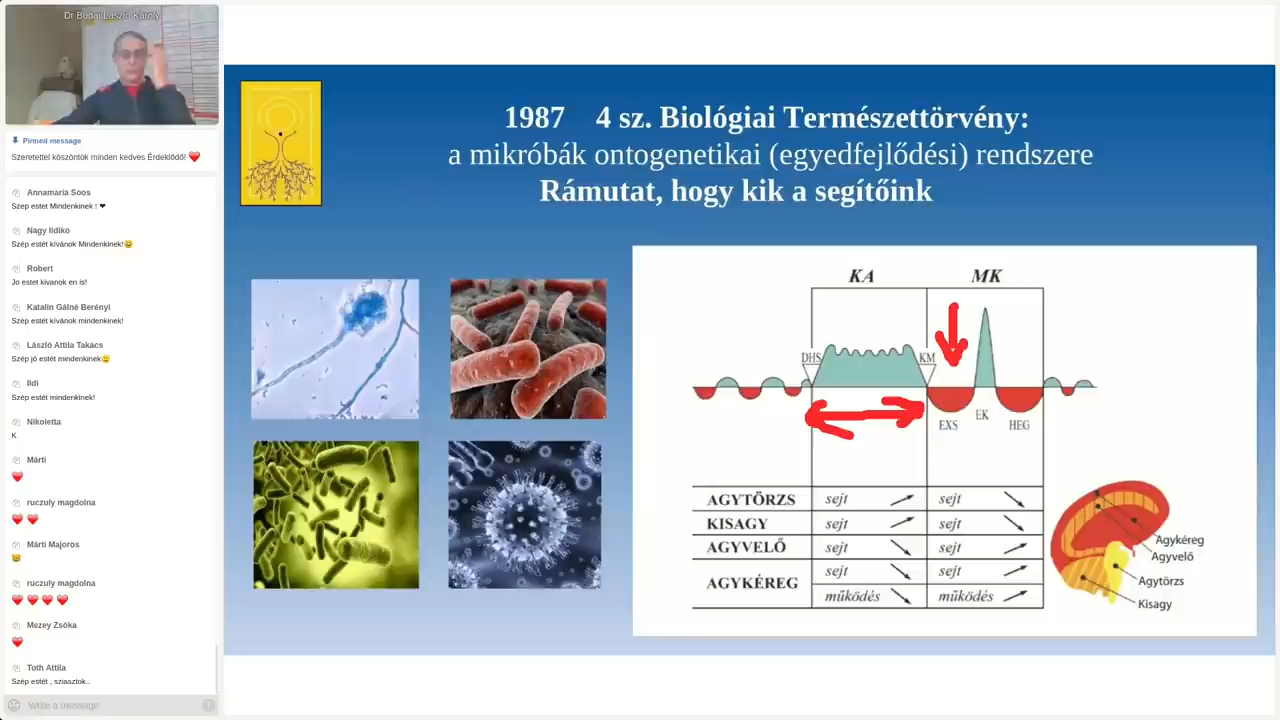 Dr Budai László Károly
Pinned message
Szeretettel köszöntök minden kedves Érdeklődőt! ❤️
Annamaria Soos
Szep estet Mindenkinek ! ❤
Nagy Ildiko
Szép estét kívánok Mindenkinek!😄
Robert
Jo estet kivanok en is!
Katalin Gálné Berényi
Szép estét kívánok mindenkinek!
László Attila Takács
Szép jó estét mindenkinek🙂
Ildi
Szép estét mindenkinek!
Nikoletta
K
Márti
❤️
ruczuly magdolna
❤️ ❤️
Márti Majoros
ruczuly magdolna
❤️ ❤️ ❤️ ❤️
Mezey Zsóka
❤️
Toth Attila
Szép estét , sziasztok..
Write a message
1987 4 sz. Biológiai Természettörvény:
a mikróbák ontogenetikai (egyedfejlődési) rendszere
Rámutat, hogy kik a segítőink
KA MK
DHS KM
EXS EK HEG
AGYTÖRZS sejt sejt
KISAGY sejt sejt
AGYVELŐ sejt sejt
AGYKÉREG sejt sejt
működés működés
Agykéreg
Agyvelő
Agytörzs
Kisagy